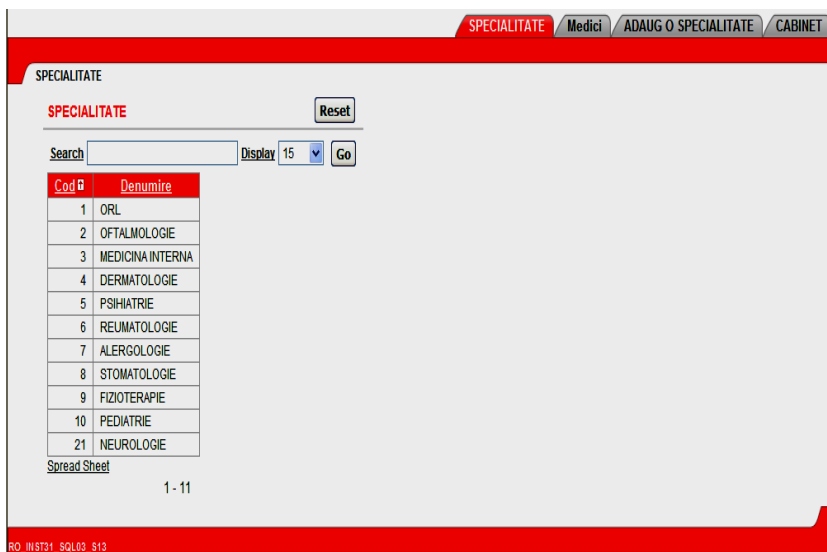 SPECIALITATE Medici ADAUG O SPECIALITATE CABINET
SPECIALITATE
SPECIALITATE Reset
Search Display 15 Go
Cod Denumire
1 ORL
2 OFTALMOLOGIE
3 MEDICINA INTERNA
4 DERMATOLOGIE
5 PSIHIATRIE
6 REUMATOLOGIE
7 ALERGOLOGIE
8 STOMATOLOGIE
9 FIZIOTERAPIE
10 PEDIATRIE
21 NEUROLOGIE
Spread Sheet
1 - 11
RO_INST31_SQL03_S13